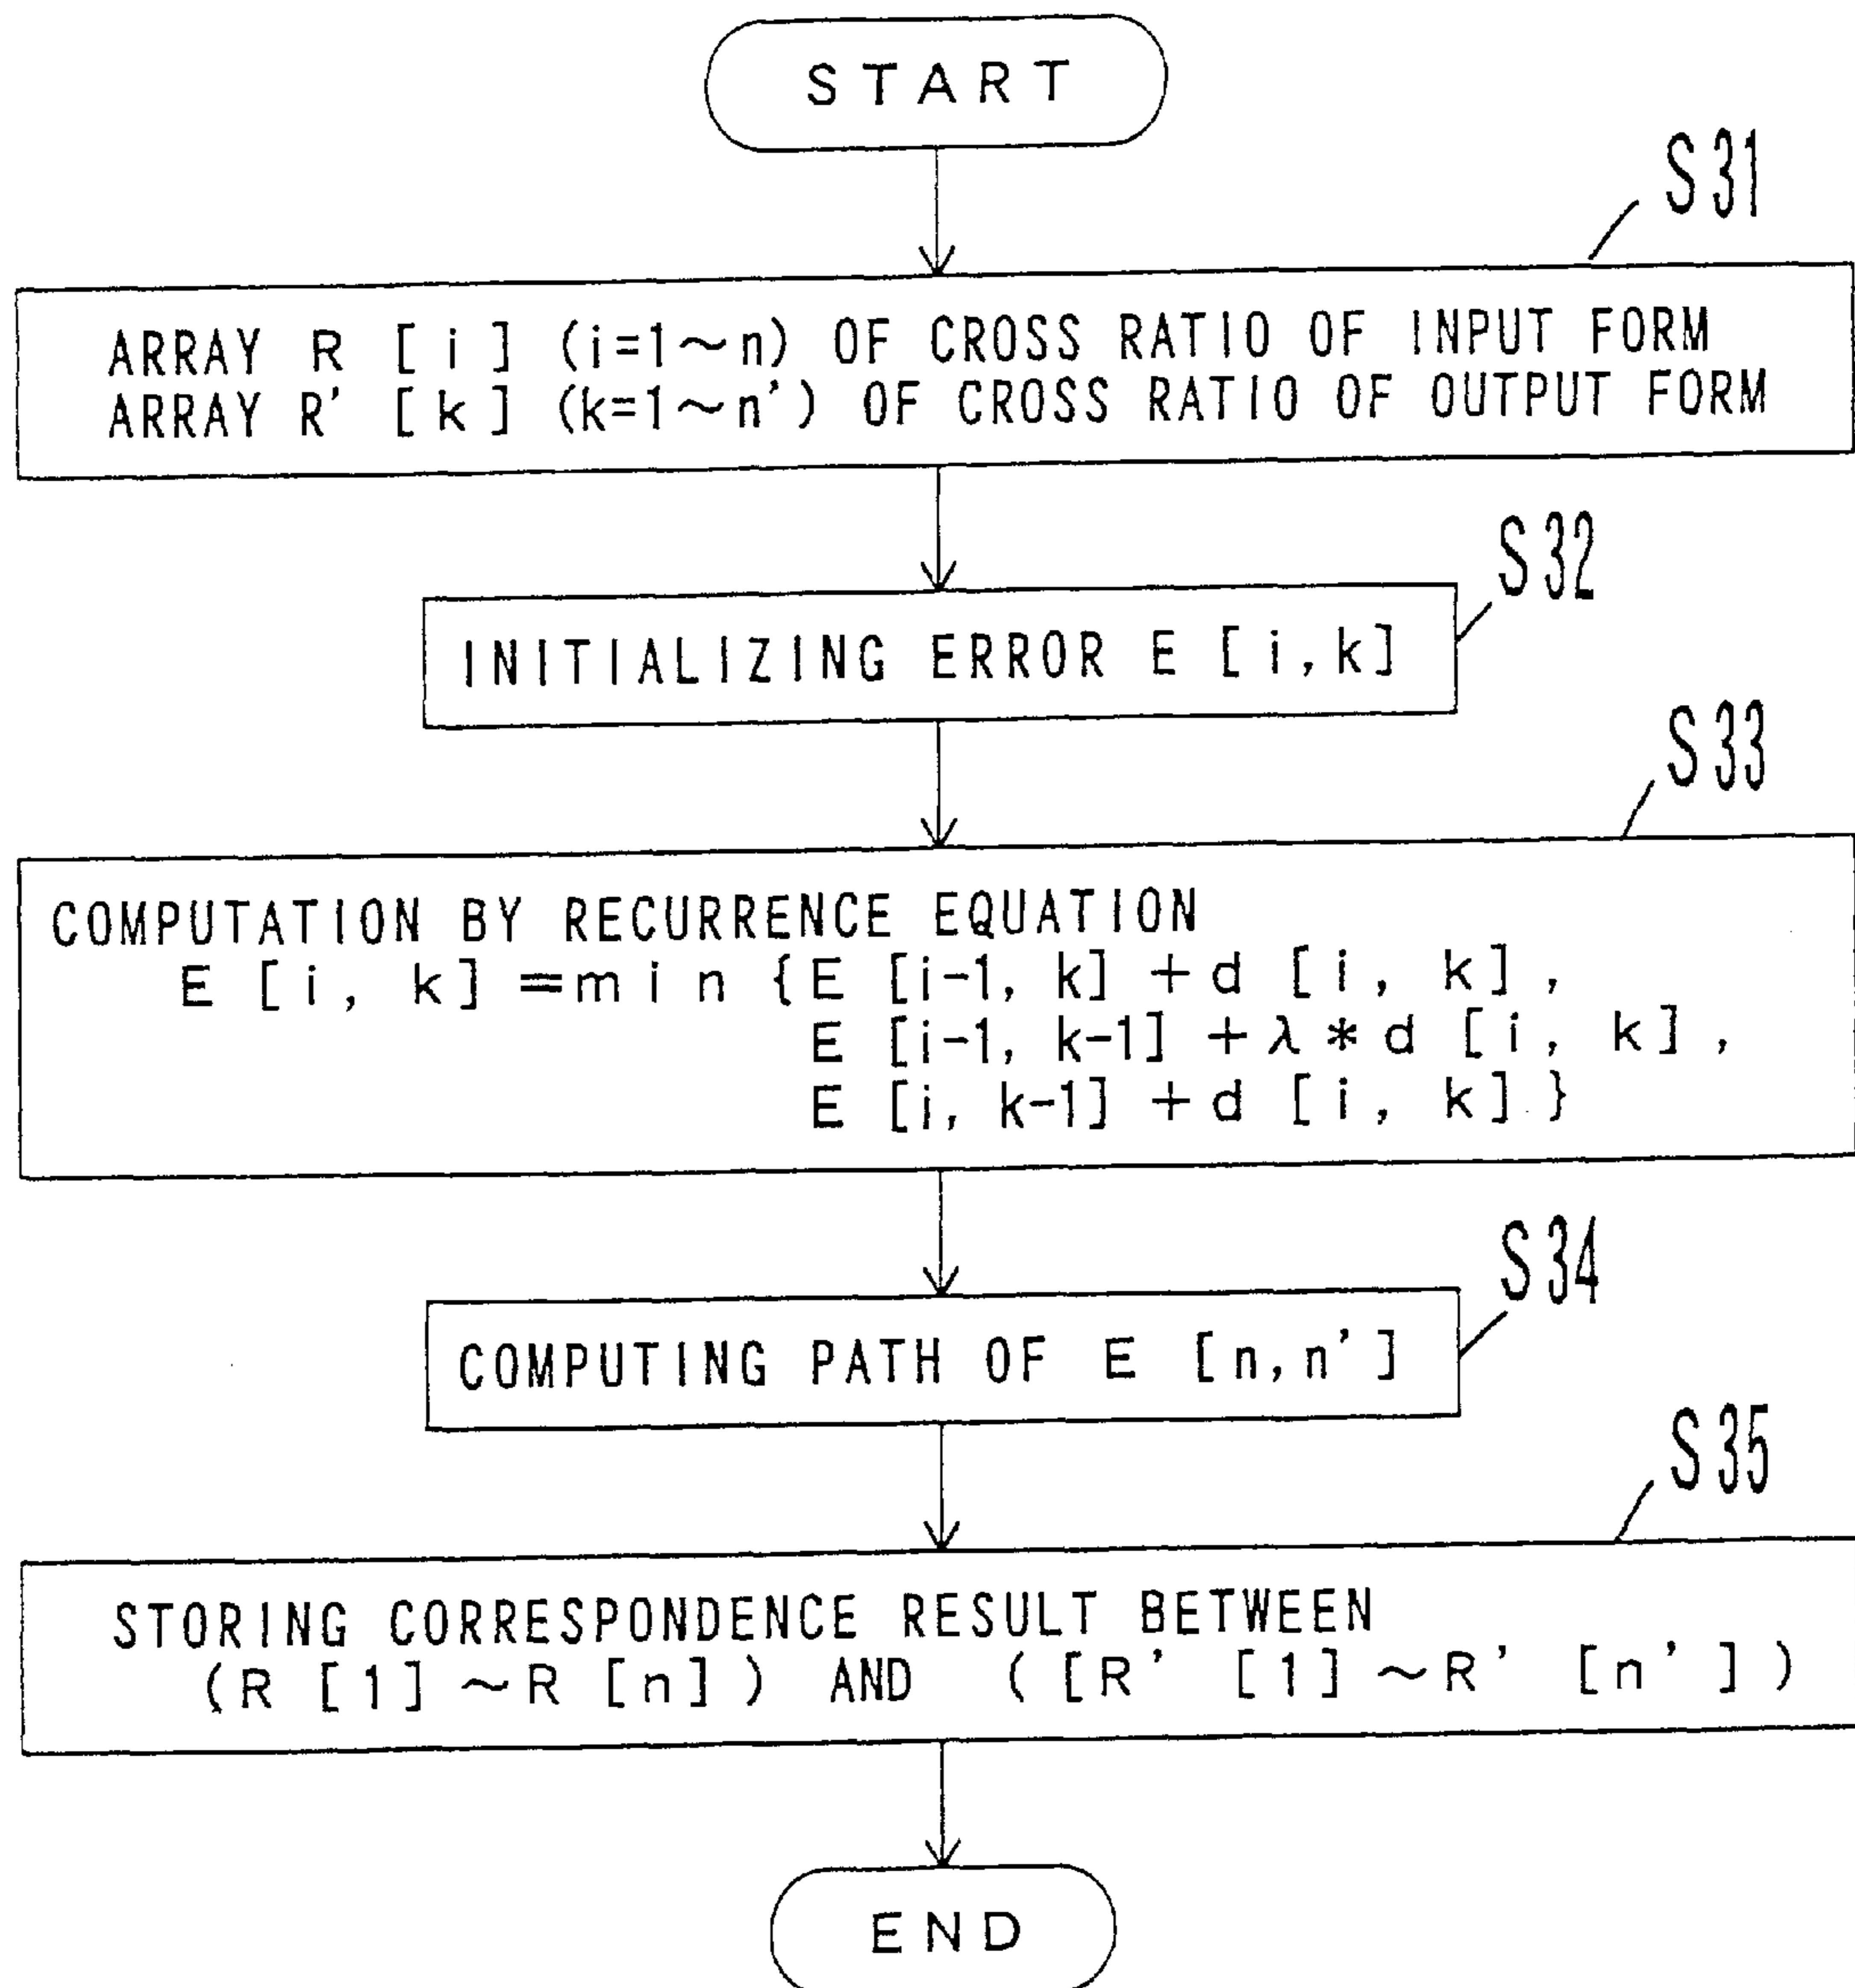 START
S31
ARRAY R [i] (i=1~n) OF CROSS RATIO OF INPUT FORM
ARRAY R' [k] (k=1~n') OF CROSS RATIO OF OUTPUT FORM
S32
INITIALIZING ERROR E [i,k]
S33
COMPUTATION BY RECURRENCE EQUATION
E [i, k] =min {E [i-1, k] +d [i, k],
E [i-1, k-1] +λ*d [i, k],
E [i, k-1] +d [i, k]}
S34
COMPUTING PATH OF E [n,n']
S35
STORING CORRESPONDENCE RESULT BETWEEN
(R [1] ~R [n]) AND ([R' [1] ~R' [n'])
END